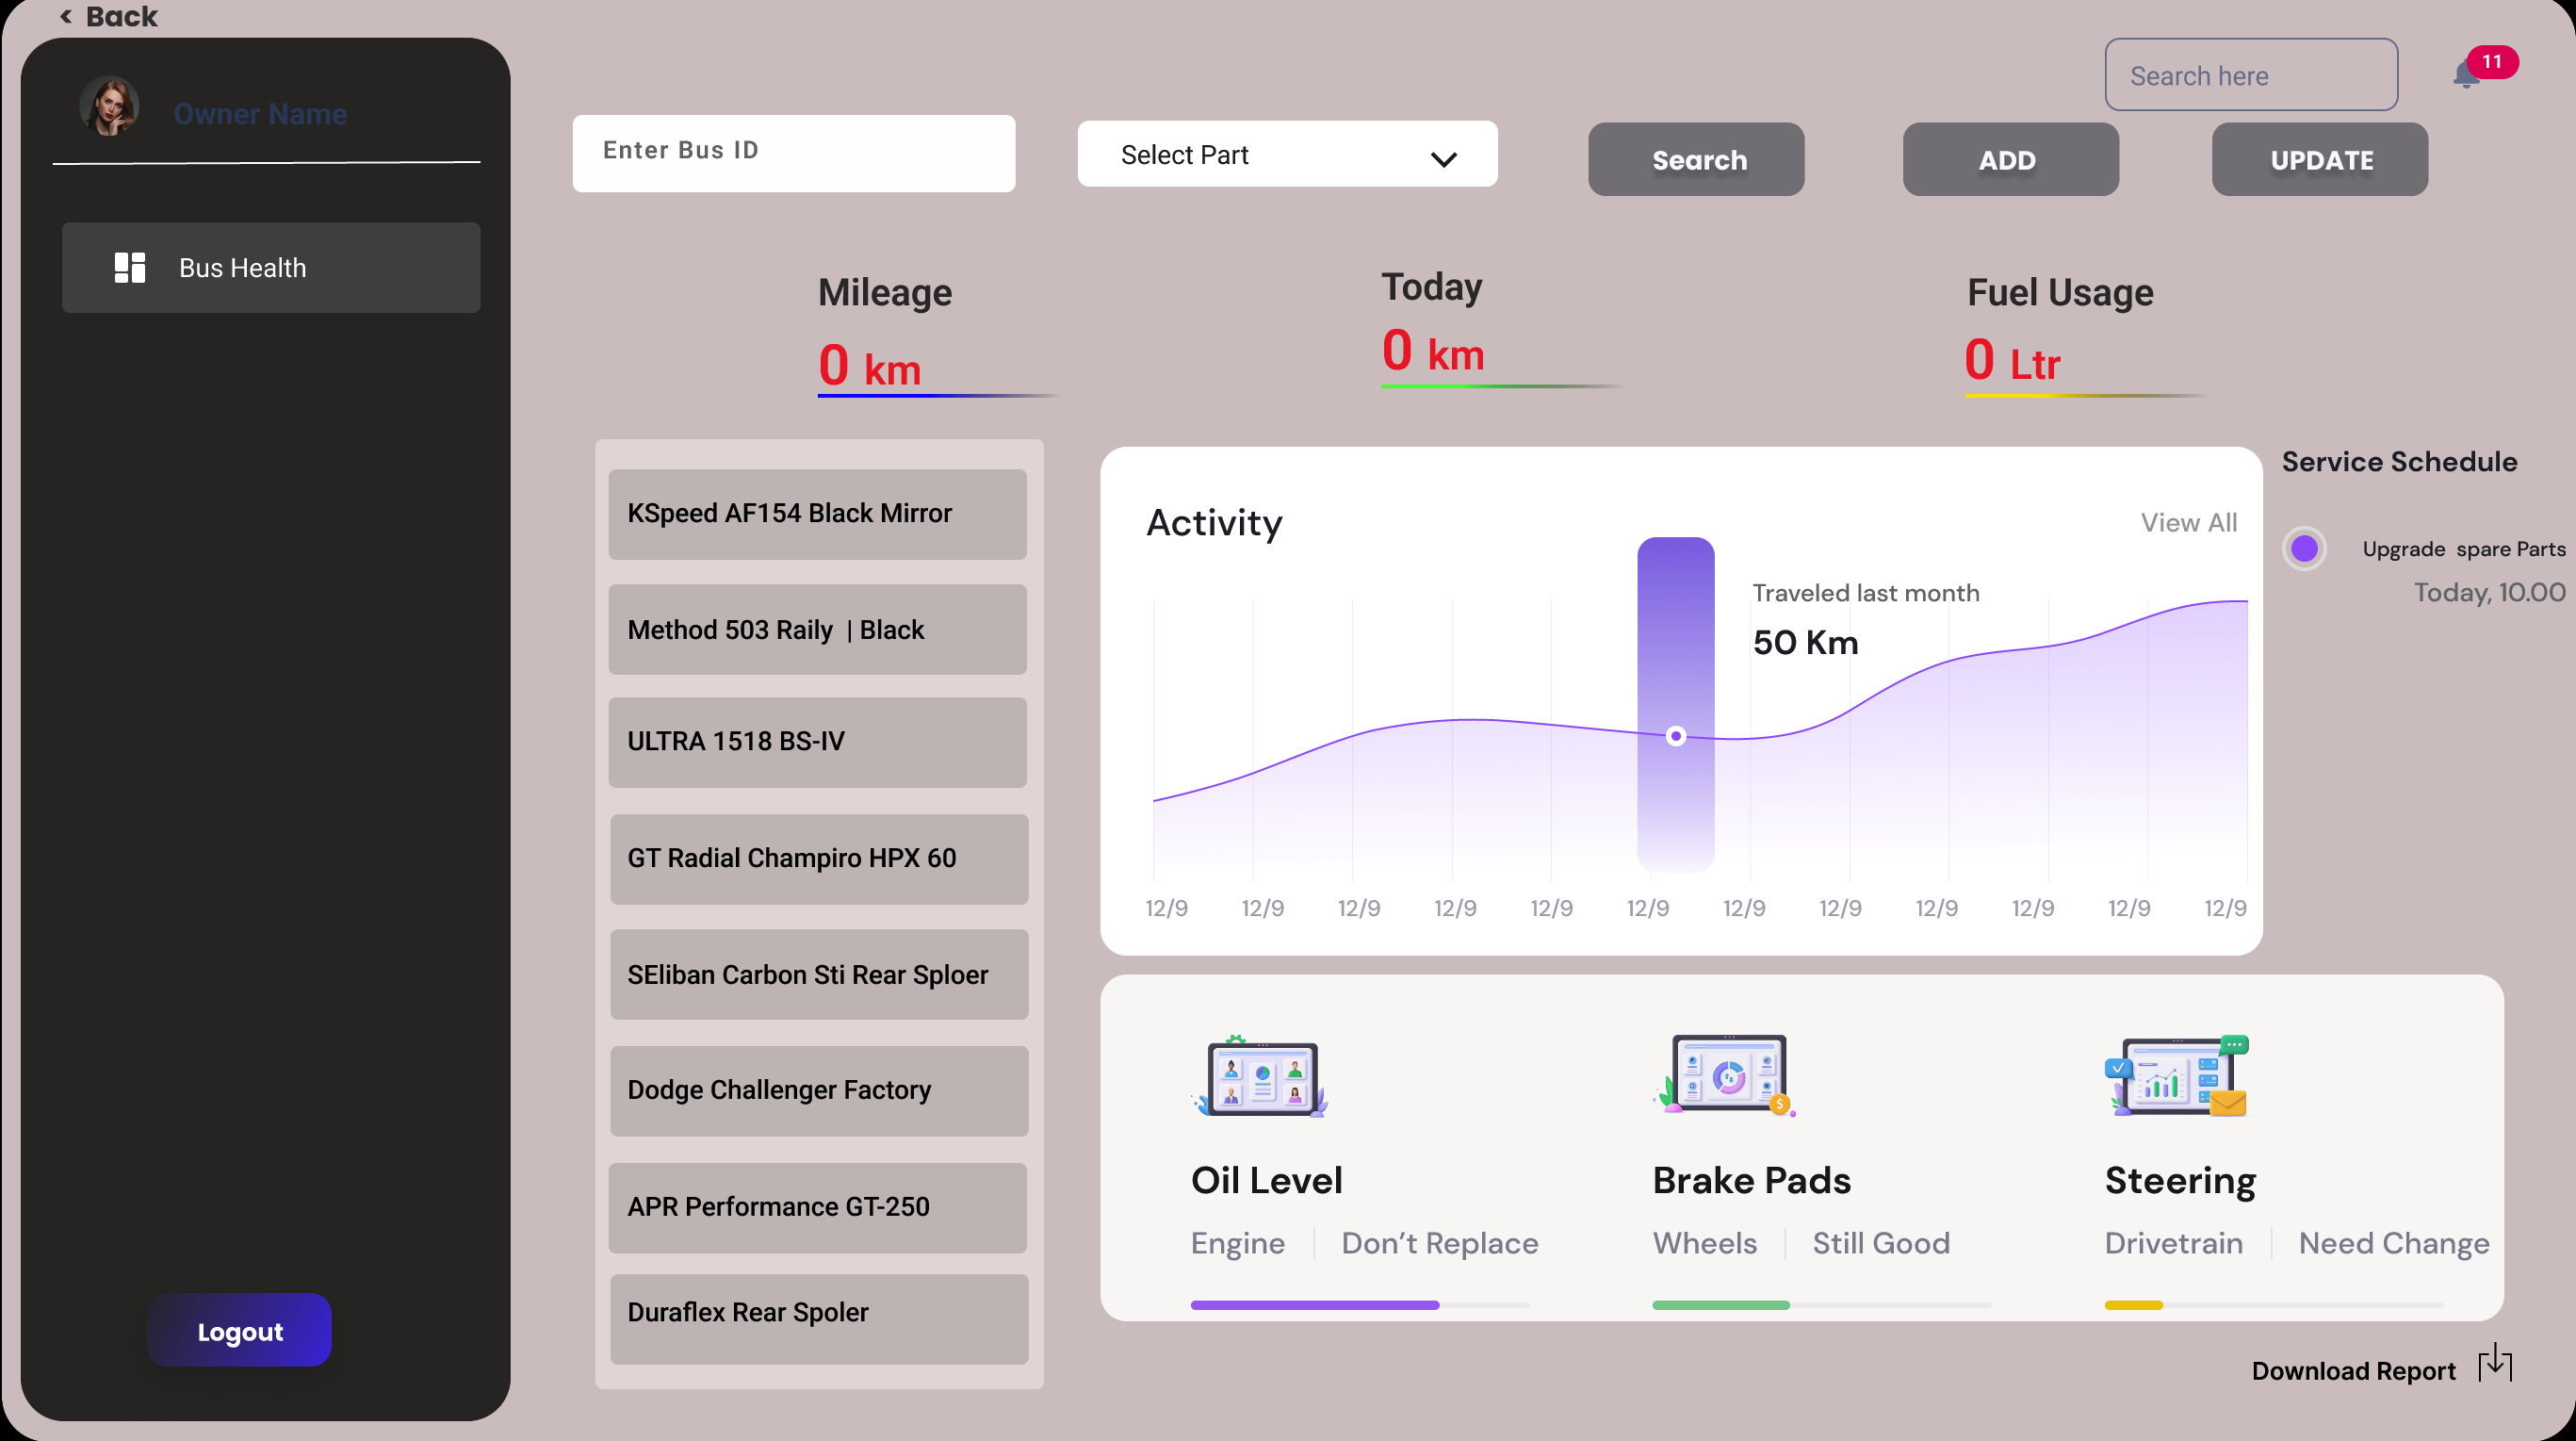 Back
Owner Name
Bus Health
Logout
Search here
11
Enter Bus ID
Select Part
Search
ADD
UPDATE
Mileage
0 km
Today
0 km
Fuel Usage
0 Ltr
KSpeed AF154 Black Mirror
Method 503 Raily | Black
ULTRA 1518 BS-IV
GT Radial Champiro HPX 60
SEliban Carbon Sti Rear Sploer
Dodge Challenger Factory
APR Performance GT-250
Duraflex Rear Spoler
Activity
View All
Traveled last month
50 Km
12/9 12/9 12/9 12/9 12/9 12/9 12/9 12/9 12/9 12/9 12/9 12/9
Service Schedule
Upgrade spare Parts
Today, 10.00
Oil Level
Engine | Don’t Replace
Brake Pads
Wheels | Still Good
Steering
Drivetrain | Need Change
Download Report